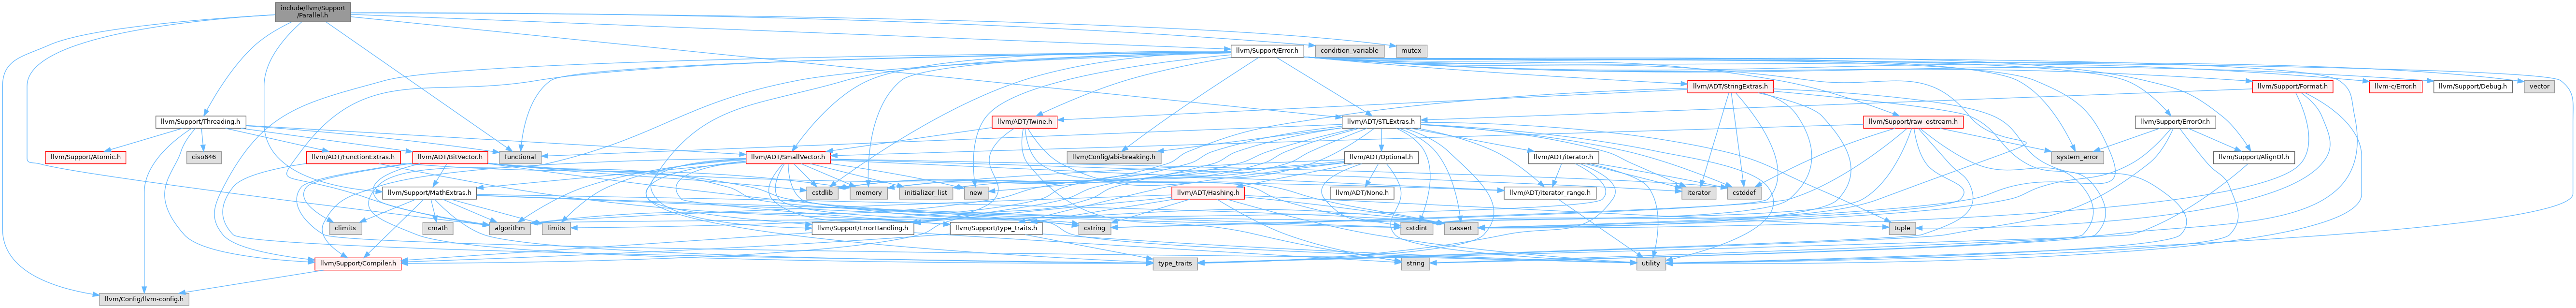 include/llvm/Support
/Parallel.h
llvm/Support/Error.h
condition_variable
mutex
llvm/ADT/StringExtras.h
llvm/Support/Format.h
llvm-c/Error.h
llvm/Support/Debug.h
vector
llvm/Support/Threading.h
llvm/ADT/Twine.h
llvm/ADT/STLExtras.h
llvm/Support/raw_ostream.h
llvm/Support/ErrorOr.h
llvm/Support/Atomic.h
ciso646
llvm/ADT/FunctionExtras.h
llvm/ADT/BitVector.h
functional
llvm/ADT/SmallVector.h
llvm/Config/abi-breaking.h
llvm/ADT/Optional.h
llvm/ADT/iterator.h
system_error
llvm/Support/AlignOf.h
llvm/Support/MathExtras.h
cstdlib
memory
initializer_list
new
llvm/ADT/Hashing.h
llvm/ADT/None.h
llvm/ADT/iterator_range.h
iterator
cstddef
climits
cmath
algorithm
limits
llvm/Support/ErrorHandling.h
llvm/Support/type_traits.h
cstring
cstdint
cassert
tuple
llvm/Support/Compiler.h
type_traits
string
utility
llvm/Config/llvm-config.h